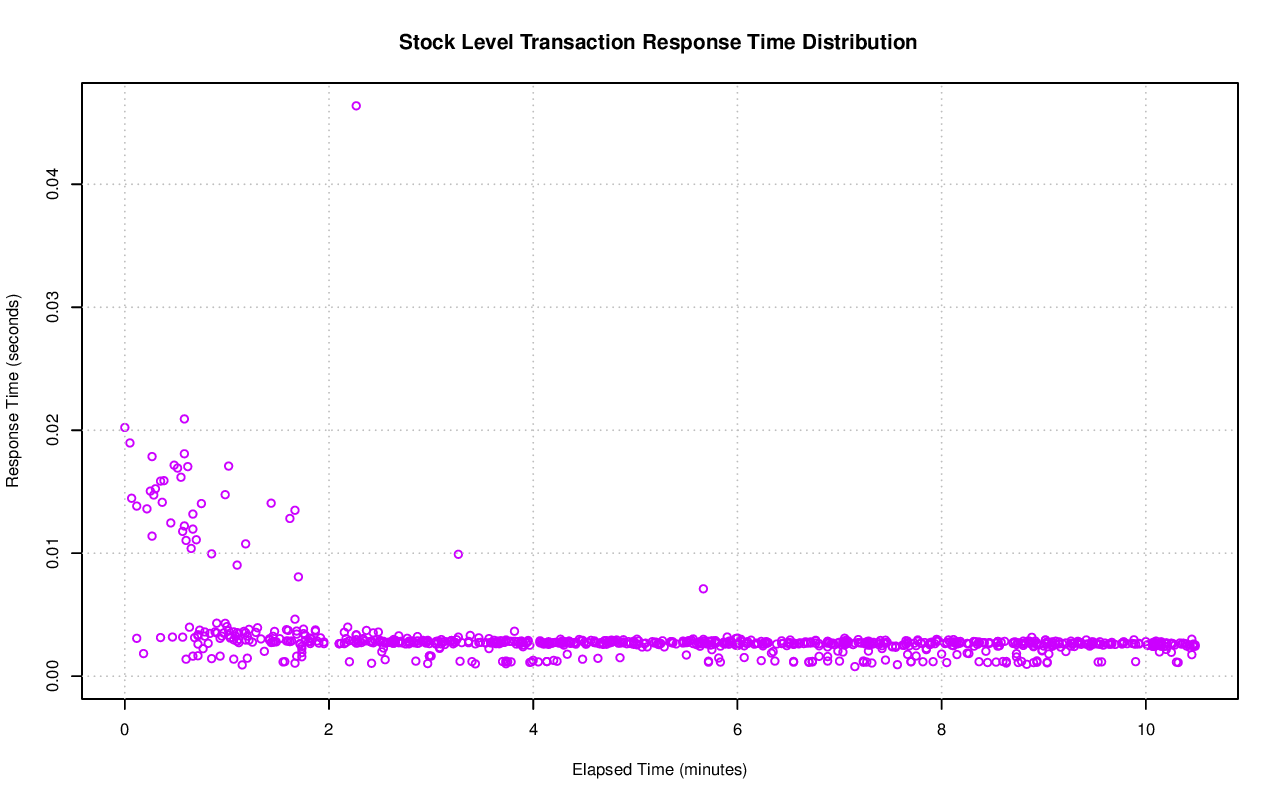 Stock Level Transaction Response Time Distribution
Response Time (seconds)
0.04
0.03
0.02
0.01
0.00
0 2 4 6 8 10
Elapsed Time (minutes)